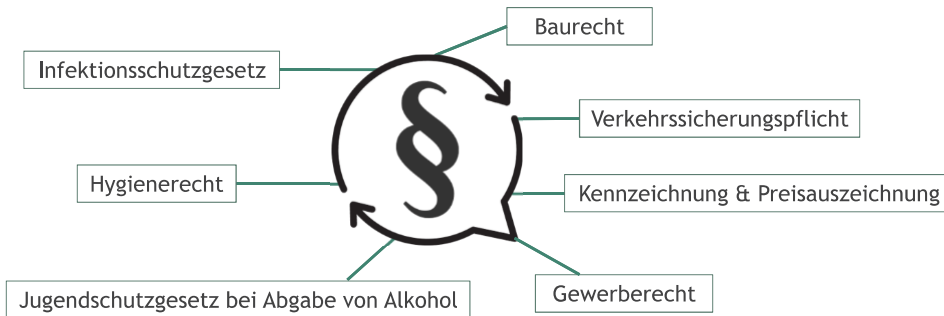 Baurecht
Infektionsschutzgesetz
Verkehrssicherungspflicht
Hygienerecht
Kennzeichnung & Preisauszeichnung
§
Jugendschutzgesetz bei Abgabe von Alkohol
Gewerberecht